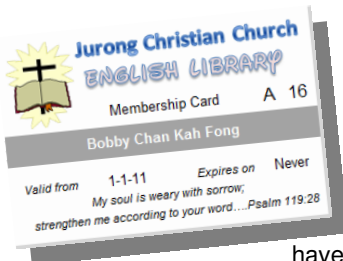 Jurong Christian Church
ENGLISH LIBRARY
Membership Card A 16
Bobby Chan Kah Fong
Valid from 1-1-11 Expires on Never
My soul is weary with sorrow;
strengthen me according to your word….Psalm 119:28
have